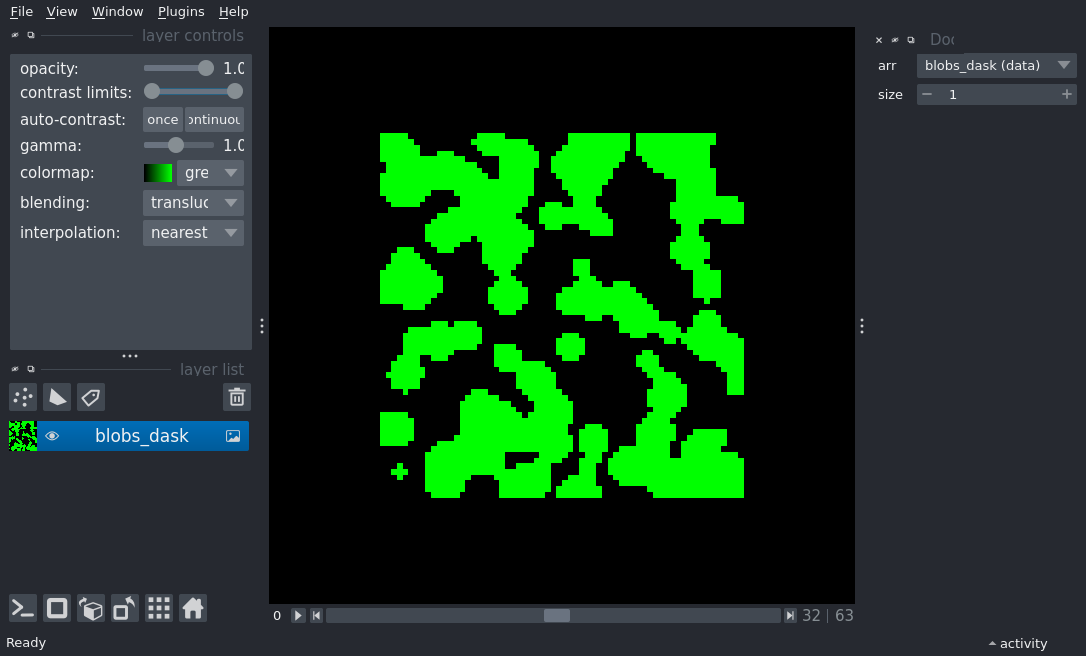 File View Window Plugins Help
layer controls
opacity: 1.0
contrast limits:
auto-contrast: once ontinuou
gamma: 1.0
colormap: gre
blending: transluc
interpolation: nearest
layer list
blobs_dask
0 32 | 63
Ready
Doc
arr blobs_dask (data)
size 1
activity